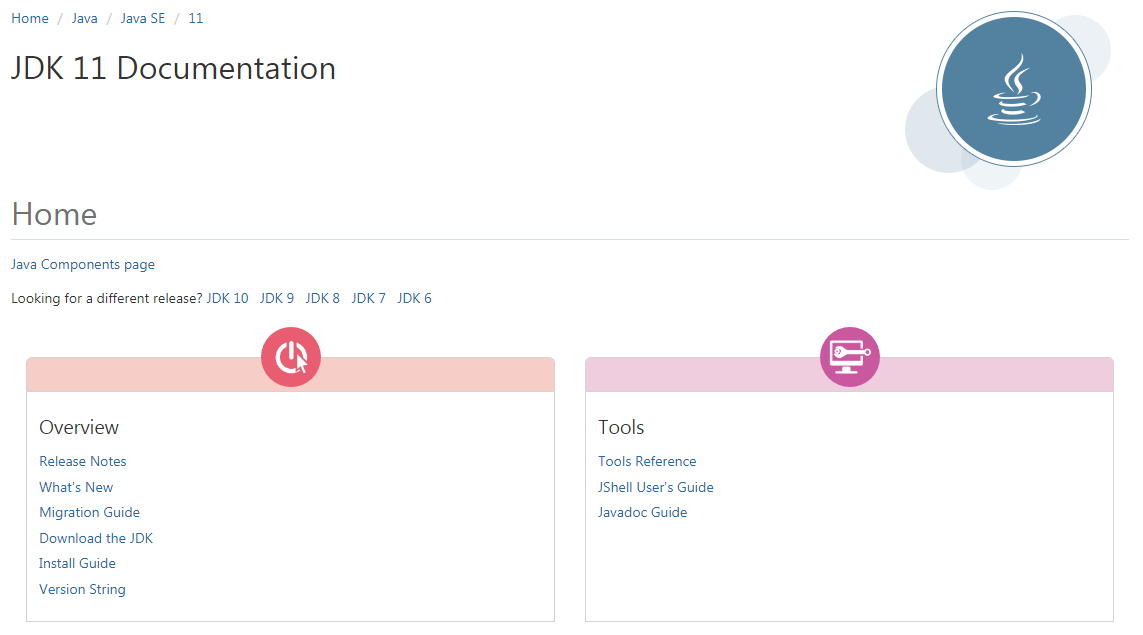 Home / Java / Java SE / 11
JDK 11 Documentation
Home
Java Components page
Looking for a different release? JDK 10 JDK 9 JDK 8 JDK 7 JDK 6
Overview
Release Notes
What's New
Migration Guide
Download the JDK
Install Guide
Version String
Tools
Tools Reference
JShell User's Guide
Javadoc Guide